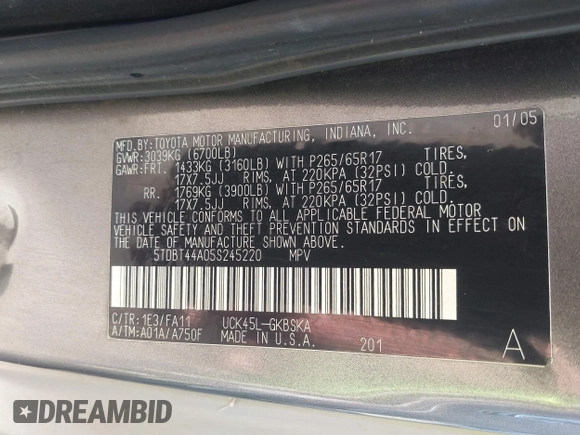 MFD.BY:TOYOTA MOTOR MANUFACTURING, INDIANA, INC. 01/05
GVWR:3039KG (6700LB)
GAWR:FRT. 1433KG (3160LB) WITH P265/65R17 TIRES,
17X7.5JJ RIMS, AT 220KPA (32PSI) COLD.
RR. 1769KG (3900LB) WITH P265/65R17 TIRES,
17X7.5JJ RIMS, AT 220KPA (32PSI) COLD.
THIS VEHICLE CONFORMS TO ALL APPLICABLE FEDERAL MOTOR
VEHICLE SAFETY AND THEFT PREVENTION STANDARDS IN EFFECT ON
THE DATE OF MANUFACTURE SHOWN ABOVE.
5TDBT44A05S245220 MPV
C/TR:1E3/FA11 UCK45L-GKBSKA
A/TM:A01A/A750F MADE IN U.S.A. 201 A
DREAMBID